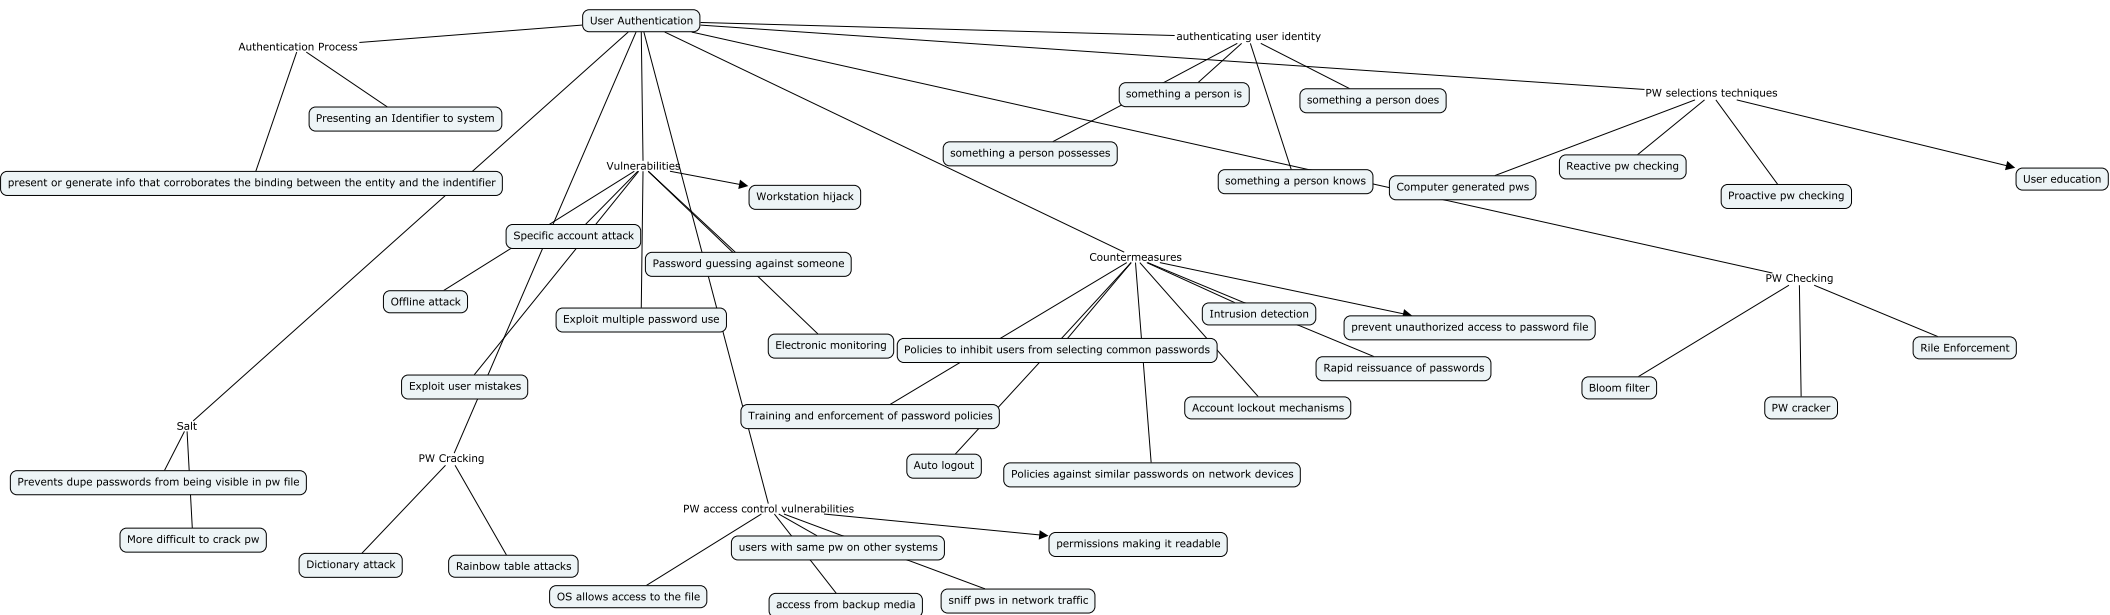 User Authentication
authenticating user identity
Authentication Process
something a person is
something a person does
PW selections techniques
Presenting an Identifier to system
something a person possesses
Vulnerabilities
Reactive pw checking
present or generate info that corroborates the binding between the entity and the indentifier
something a person knows
Computer generated pws
User education
Workstation hijack
Proactive pw checking
Specific account attack
Countermeasures
Password guessing against someone
PW Checking
Offline attack
Exploit multiple password use
Intrusion detection
prevent unauthorized access to password file
Electronic monitoring
Policies to inhibit users from selecting common passwords
Rile Enforcement
Rapid reissuance of passwords
Exploit user mistakes
Bloom filter
Training and enforcement of password policies
Account lockout mechanisms
PW cracker
Salt
PW Cracking
Auto logout
Policies against similar passwords on network devices
Prevents dupe passwords from being visible in pw file
PW access control vulnerabilities
More difficult to crack pw
users with same pw on other systems
permissions making it readable
Dictionary attack
Rainbow table attacks
OS allows access to the file
access from backup media
sniff pws in network traffic